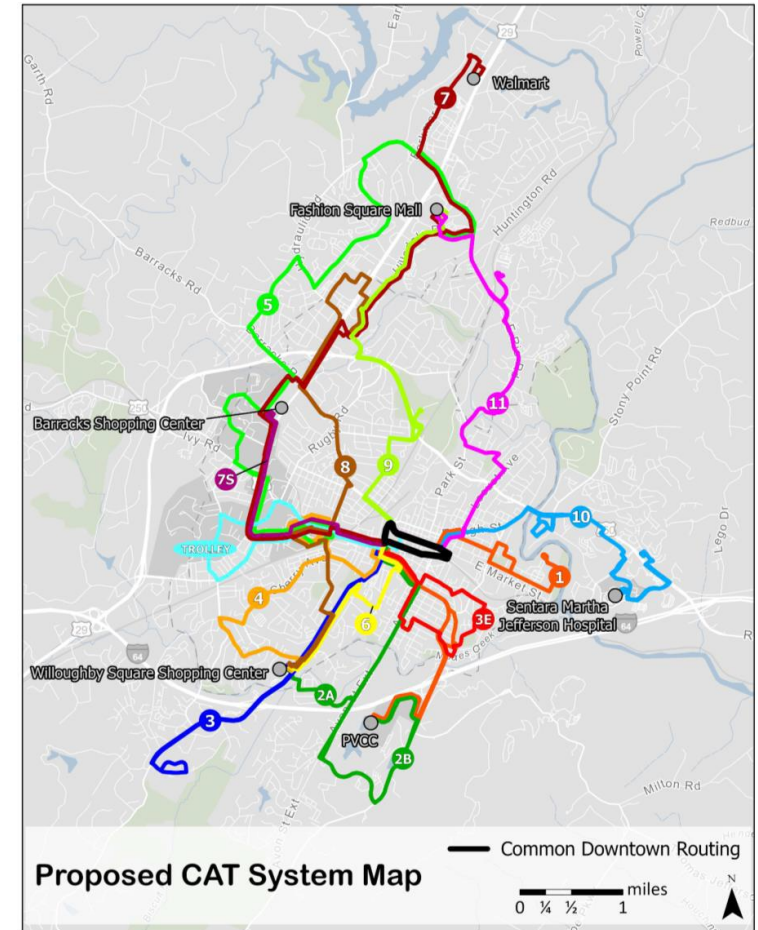 Garth Rd
29
7
Walmart
Fashion Square Mall
Huntington Rd
Redbud
Barracks Rd
5
Stony Point Rd
11
250
Barracks Shopping Center
Ivy Rd
Rugby Rd
Park St
7S
8
9
10
TROLLEY
Lego Dr
E Market St
1
4
Sentara Martha
Jefferson Hospital
64
3E
6
29
64
Willoughby Square Shopping Center
2A
3
PVCC
2B
Milton Rd
Proposed CAT System Map
Common Downtown Routing
miles
0 ¼ ½ 1
N